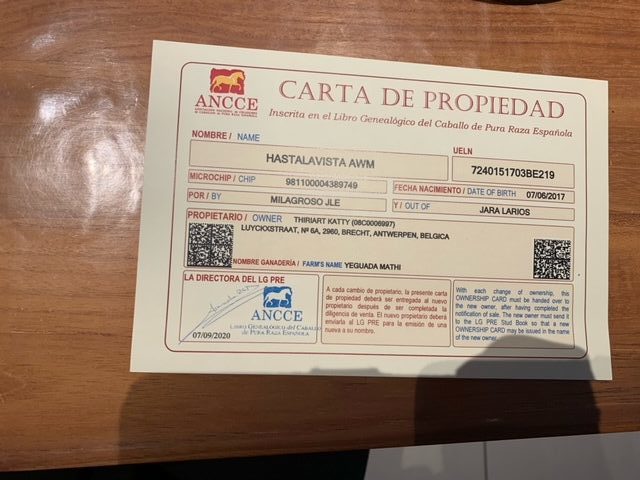 ANCCE
CARTA DE PROPIEDAD
Inscrita en el Libro Genealógico del Caballo de Pura Raza Española
NOMBRE / NAME
HASTALAVISTA AWM
UELN
7240151703BE219
MICROCHIP / CHIP
981100004389749
FECHA NACIMIENTO / DATE OF BIRTH 07/06/2017
POR / BY
MILAGROSO JLE
Y / OUT OF
JARA LARIOS
PROPIETARIO / OWNER THIRIART KATTY (08C0006997)
LUYCKXSTRAAT, Nº 6A, 2960, BRECHT, ANTWERPEN, BELGICA
NOMBRE GANADERÍA / FARM'S NAME YEGUADA MATHI
LA DIRECTORA DEL LG PRE
ANCCE
LIBRO GENEALÓGICO DEL CABALLO
DE PURA RAZA ESPAÑOLA
07/09/2020
A cada cambio de propietario, la presente carta
de propiedad deberá ser entregada al nuevo
propietario después de ser completada la
diligencia de venta. El nuevo propietario deberá
enviarla al LG PRE para la emisión de una
nueva a su nombre.
With each change of ownership, this
OWNERSHIP CARD must be handed over to
the new owner, after having completed the
notification of sale. The new owner must send it
to the LG PRE Stud Book so that a new
OWNERSHIP CARD may be issued in the name
of the new owner.